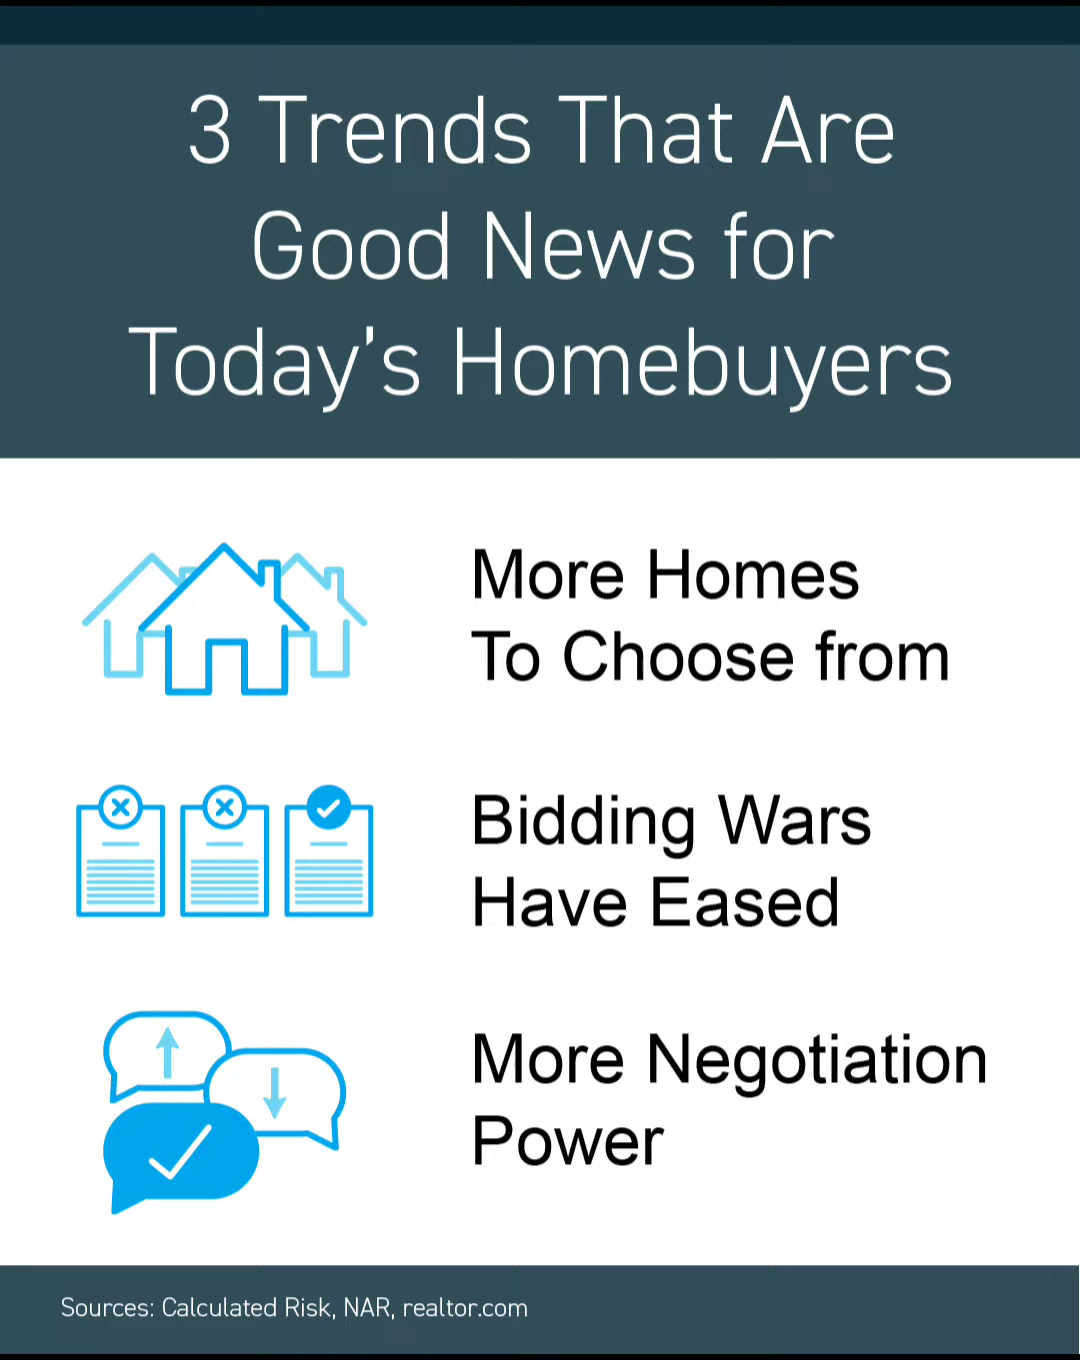 3 Trends That Are
Good News for
Today's Homebuyers
More Homes
To Choose from
Bidding Wars
Have Eased
More Negotiation
Power
Sources: Calculated Risk, NAR, realtor.com